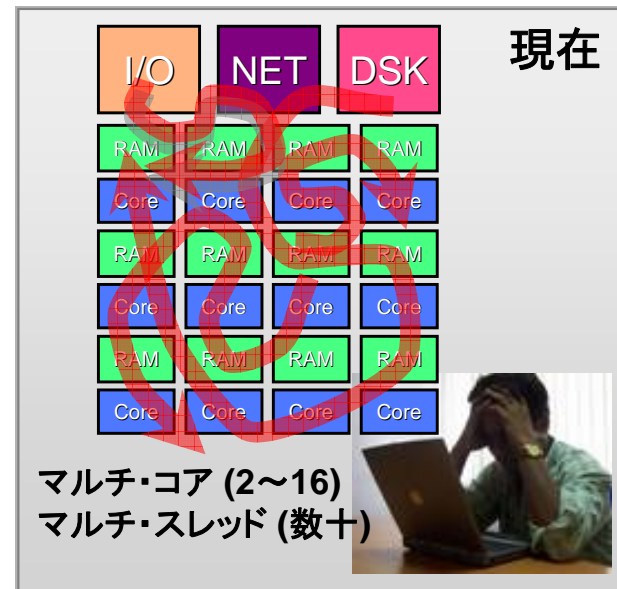 現在
I/O NET DSK
RAM RAM RAM RAM
Core Core Core Core
RAM RAM RAM RAM
Core Core Core Core
RAM RAM RAM RAM
Core Core Core Core
マルチ・コア (2～16)
マルチ・スレッド (数十)